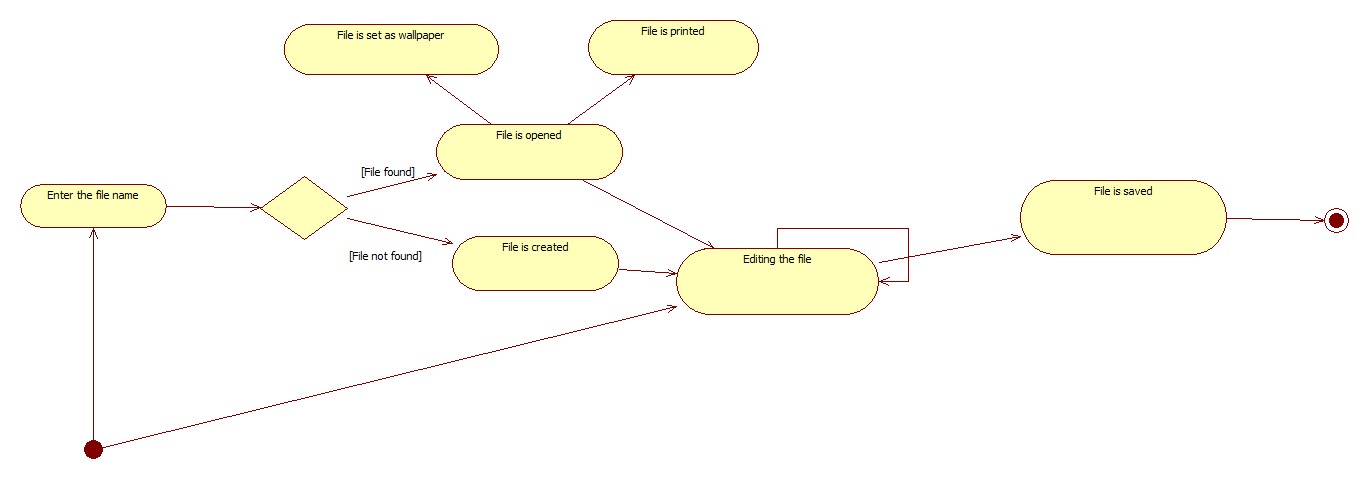 File is set as wallpaper
File is printed
File is opened
[File found]
Enter the file name
File is saved
File is created
[File not found]
Editing the file